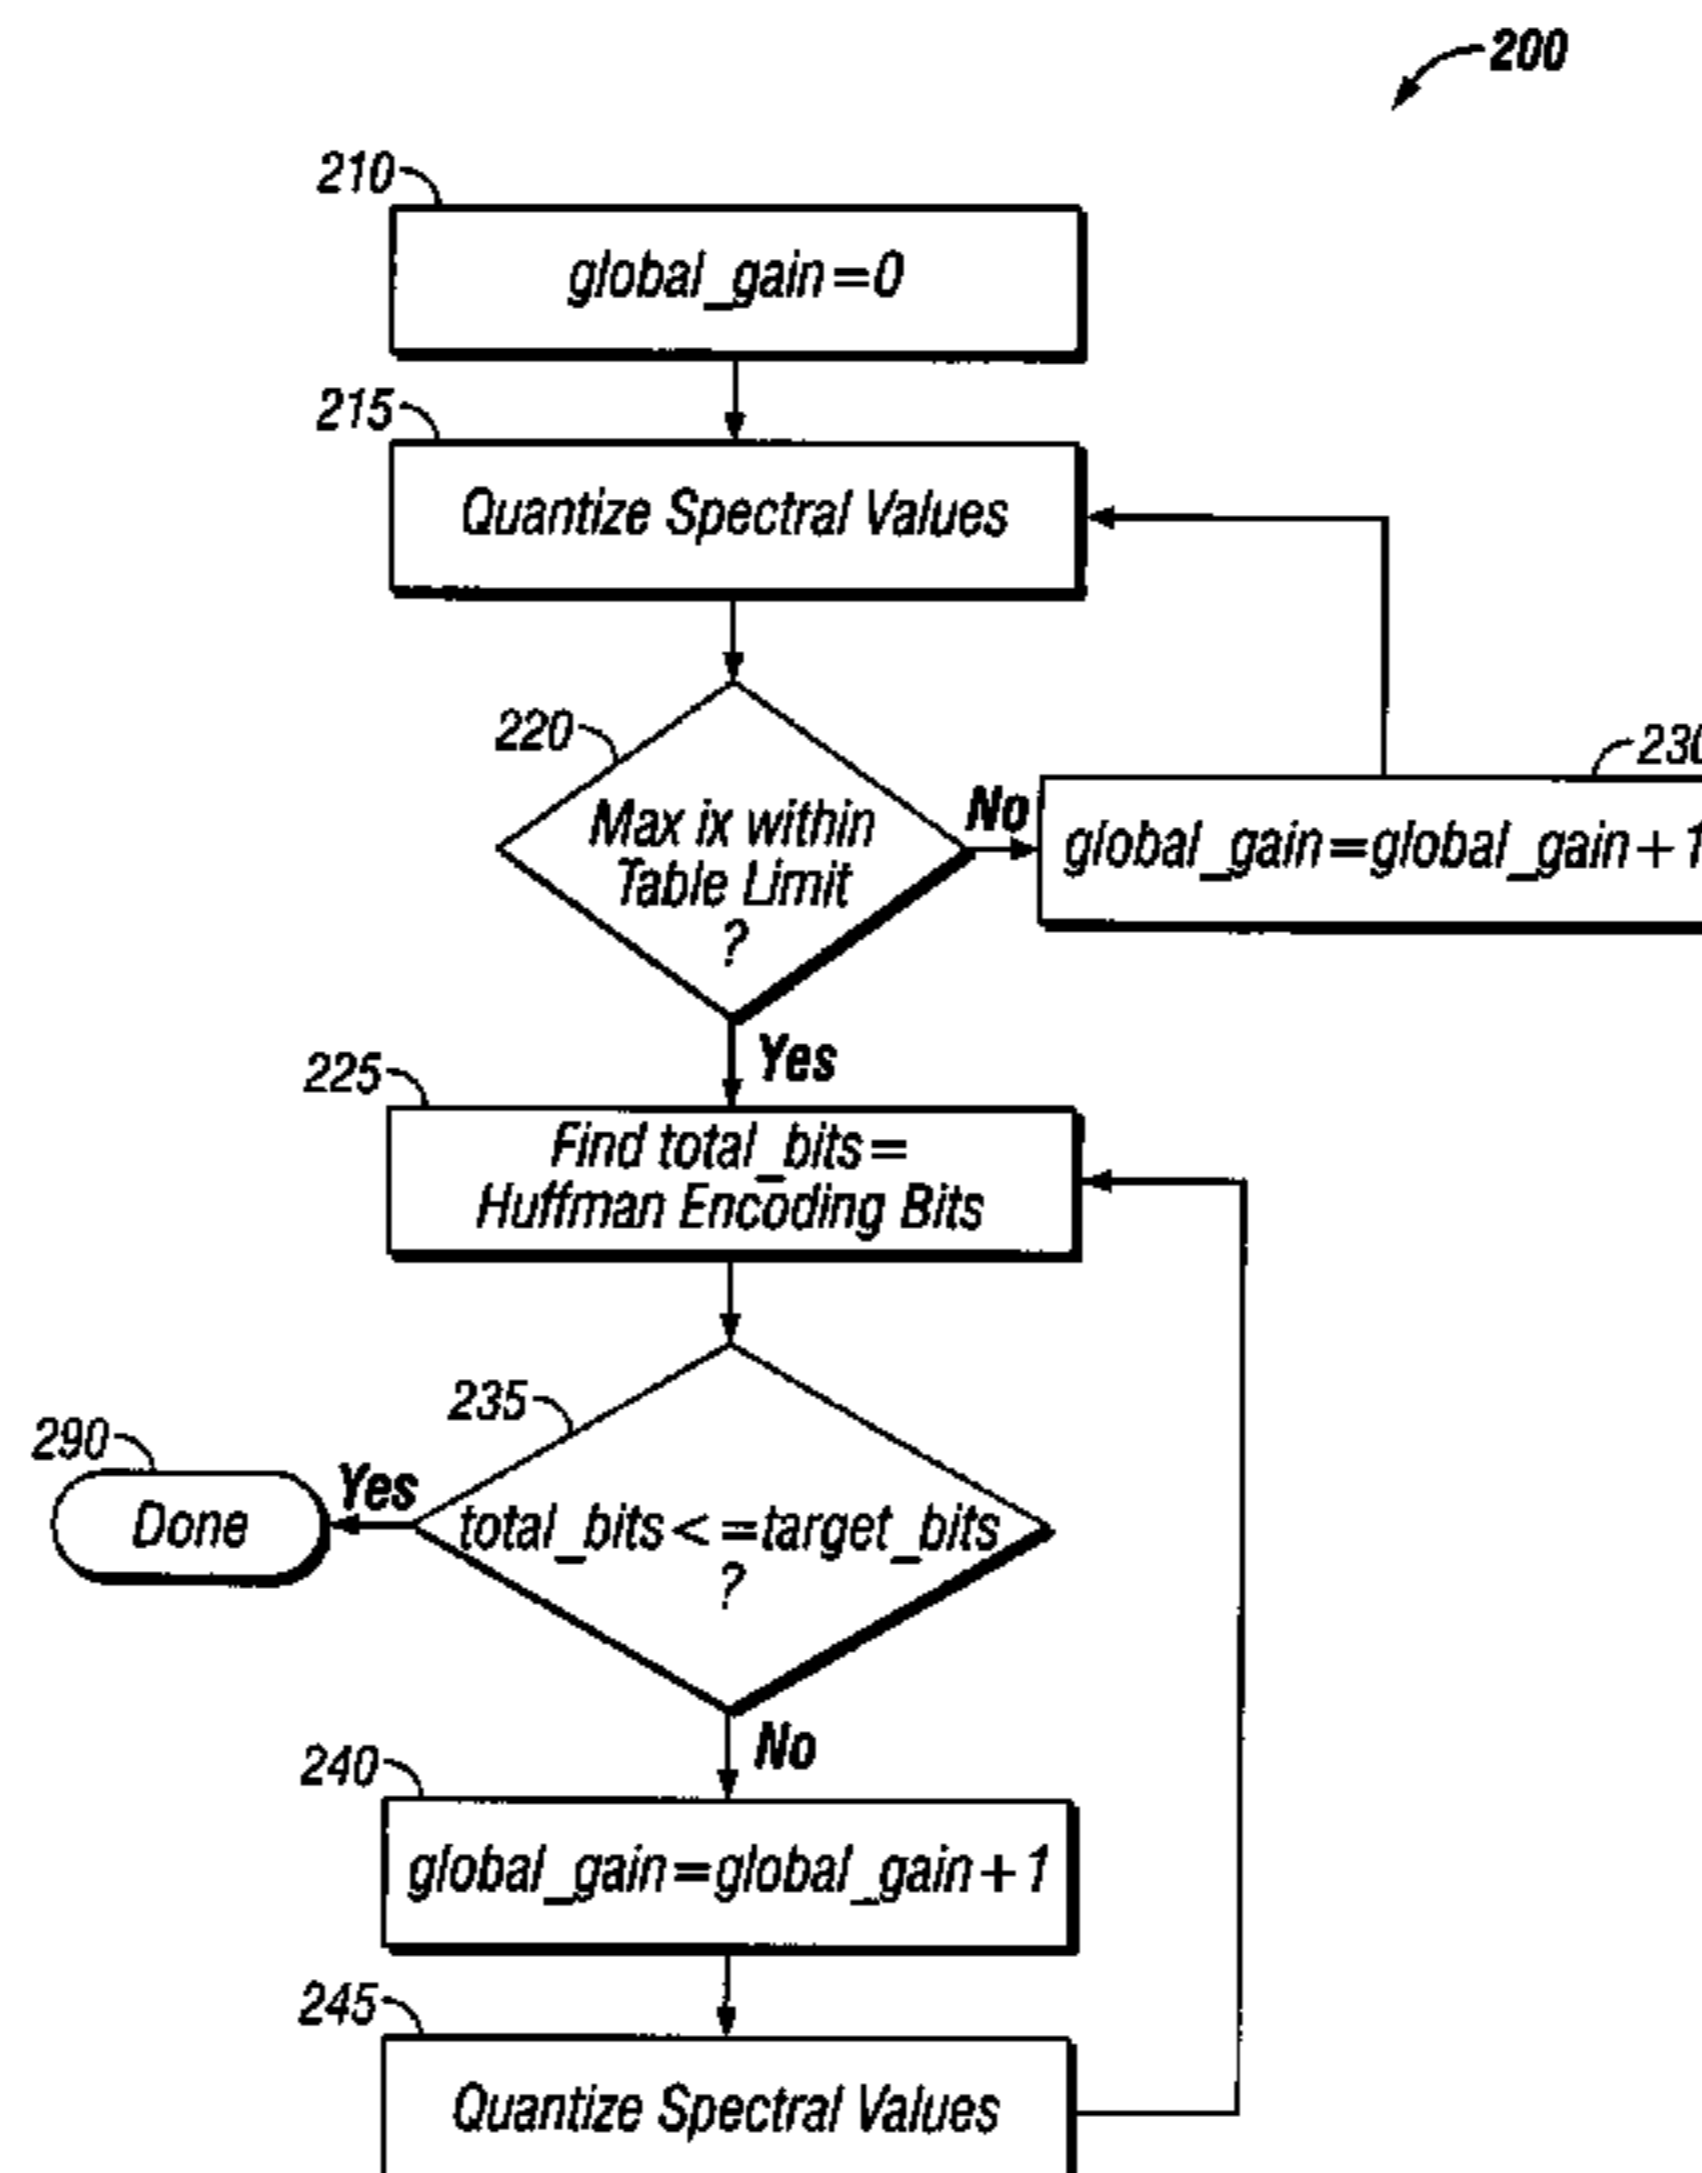 200
210
global_gain=0
215
Quantize Spectral Values
220
Max ix within
Table Limit
?
No
230
global_gain=global_gain+1
Yes
225
Find total_bits=
Huffman Encoding Bits
235
290
Done
Yes
total_bits<=target_bits
?
No
240
global_gain=global_gain+1
245
Quantize Spectral Values